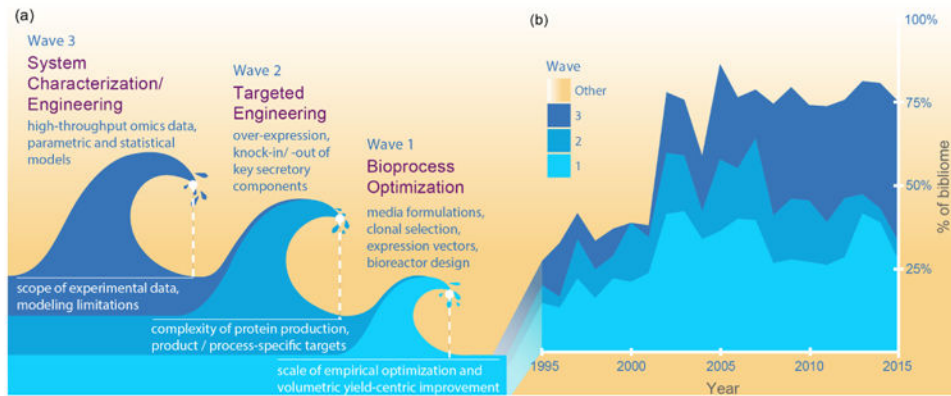 (a)
Wave 3
System
Characterization/
Engineering
high-throughput omics data,
parametric and statistical
models
Wave 2
Targeted
Engineering
over-expression,
knock-in/ -out of
key secretory
components
Wave 1
Bioprocess
Optimization
media formulations,
clonal selection,
expression vectors,
bioreactor design
scope of experimental data,
modeling limitations
complexity of protein production,
product / process-specific targets
scale of empirical optimization and
volumetric yield-centric improvement
(b)
Wave
Other
3
2
1
100%
75%
50%
25%
% of bibliome
1995
2000
2005
2010
2015
Year